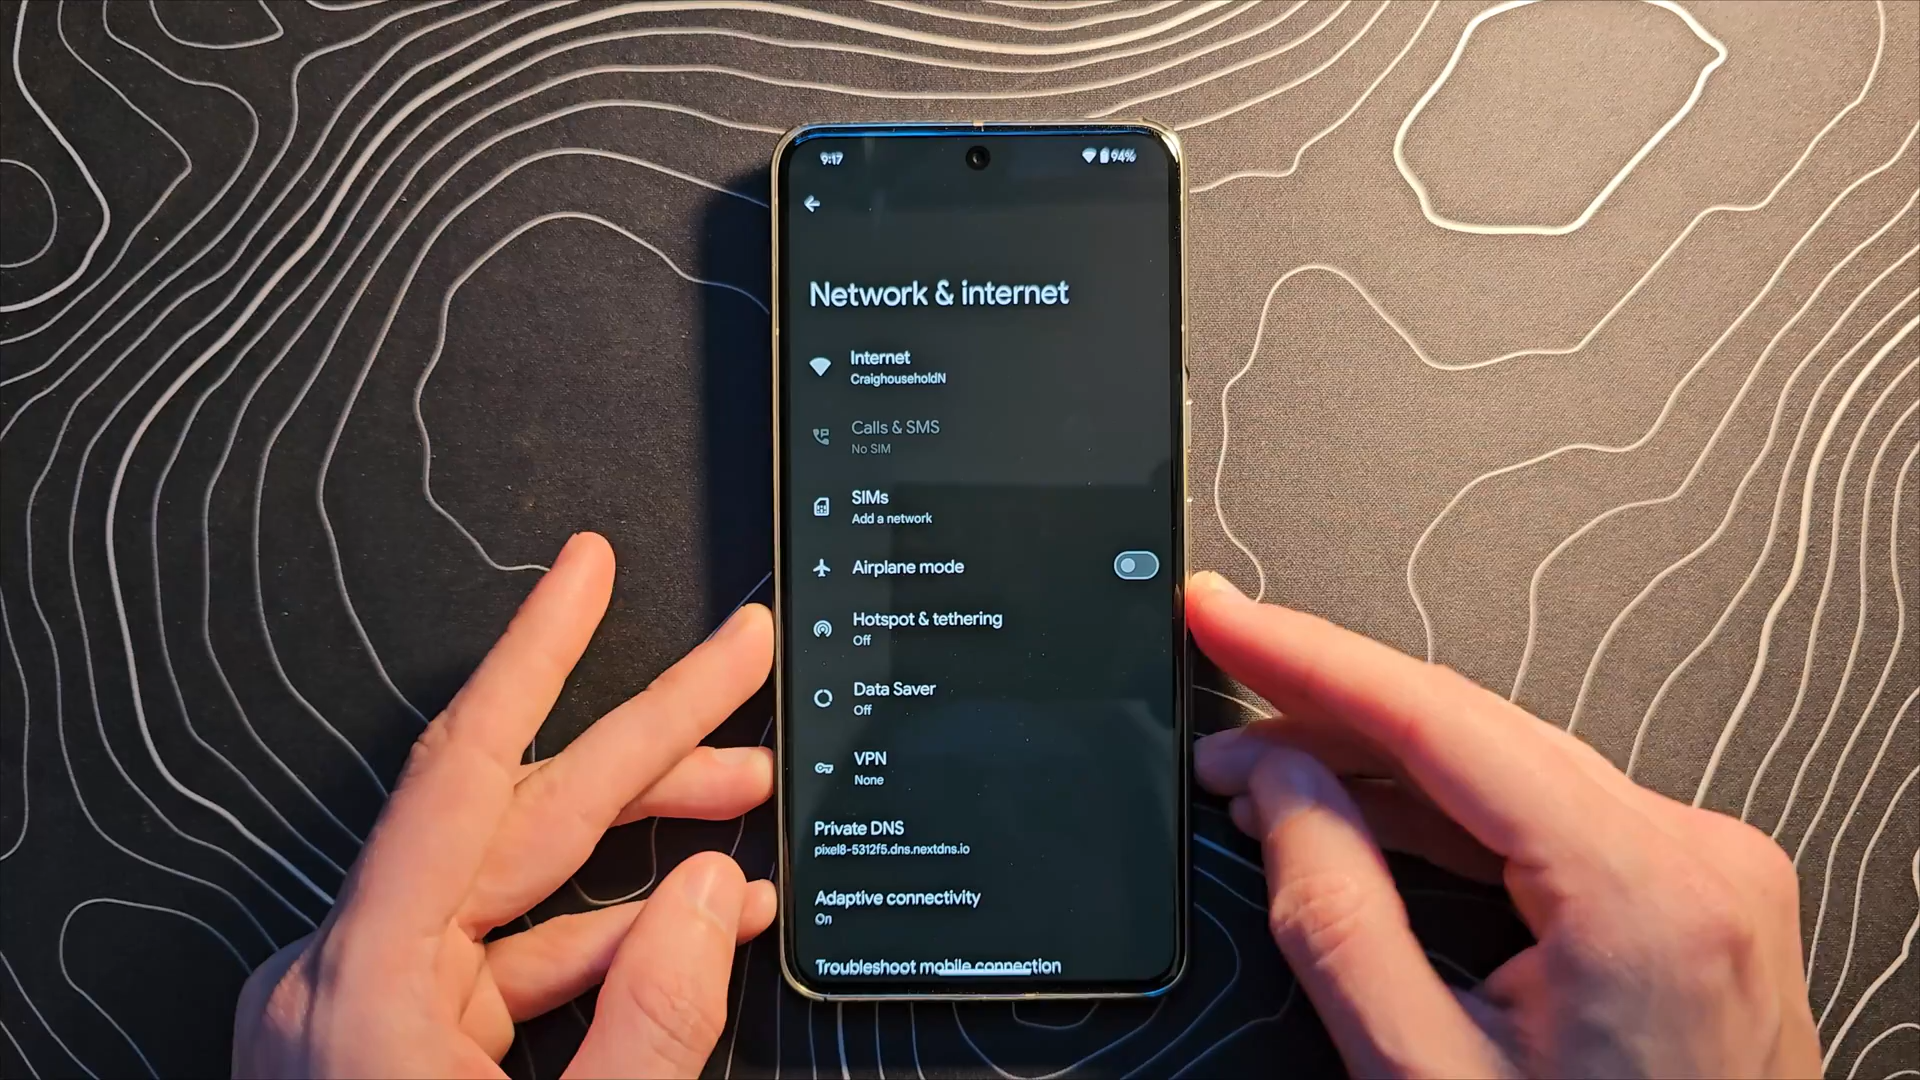 9:17
94%
Network & internet
Internet
CraighouseholdN
Calls & SMS
No SIM
SIMs
Add a network
Airplane mode
Hotspot & tethering
Off
Data Saver
Off
VPN
None
Private DNS
pixel8-5312f5.dns.nextdns.io
Adaptive connectivity
On
Troubleshoot mobile connection